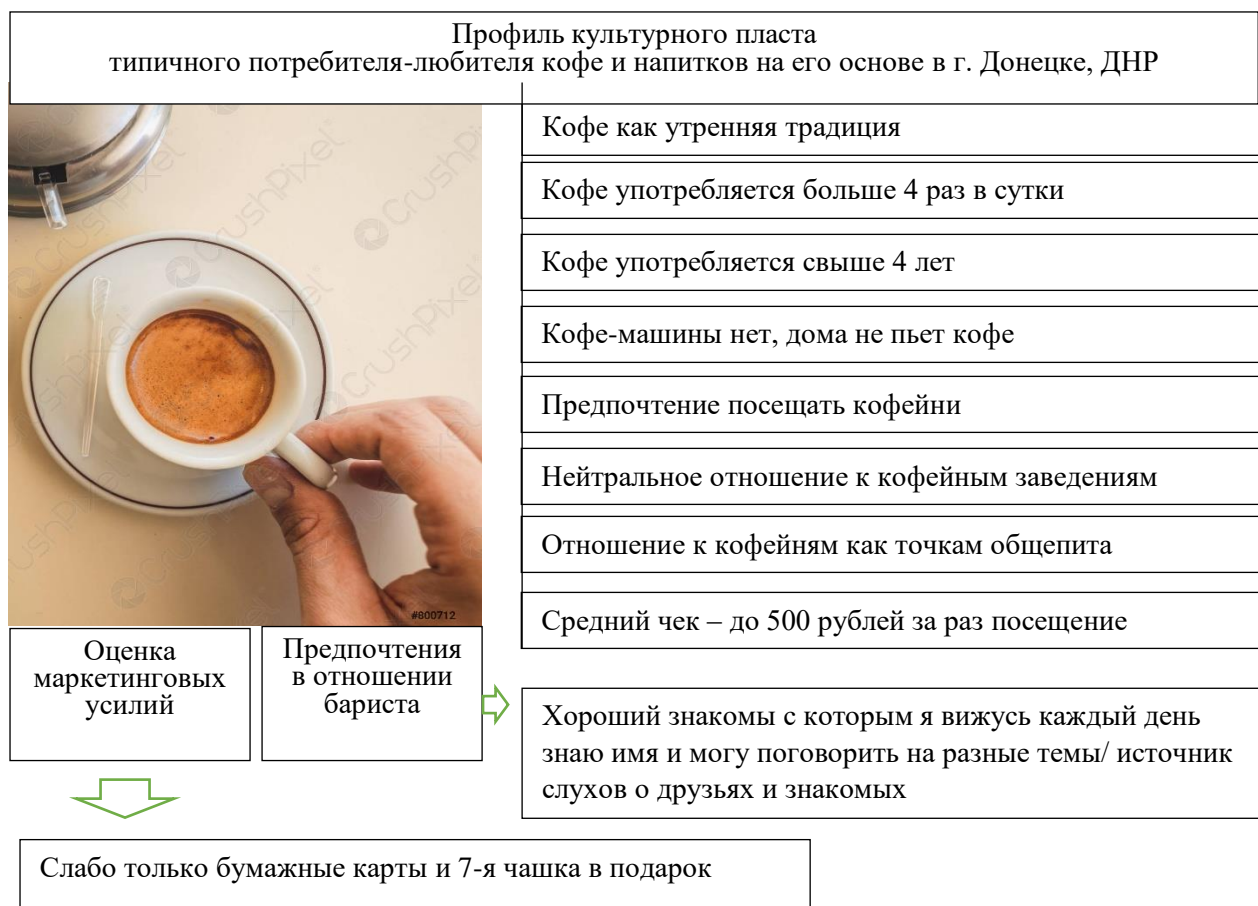 Профиль культурного пласта
типичного потребителя-любителя кофе и напитков на его основе в г. Донецке, ДНР
Кофе как утренняя традиция
Кофе употребляется больше 4 раз в сутки
Кофе употребляется свыше 4 лет
Кофе-машины нет, дома не пьет кофе
Предпочтение посещать кофейни
Нейтральное отношение к кофейным заведениям
Отношение к кофейням как точкам общепита
Средний чек – до 500 рублей за раз посещение
CrushPixel
CrushPixel
CrushPixel
CrushPixel
#800712
Оценка
маркетинговых
усилий
Предпочтения
в отношении
бариста
Хороший знакомы с которым я вижусь каждый день
знаю имя и могу поговорить на разные темы/ источник
слухов о друзьях и знакомых
Слабо только бумажные карты и 7-я чашка в подарок